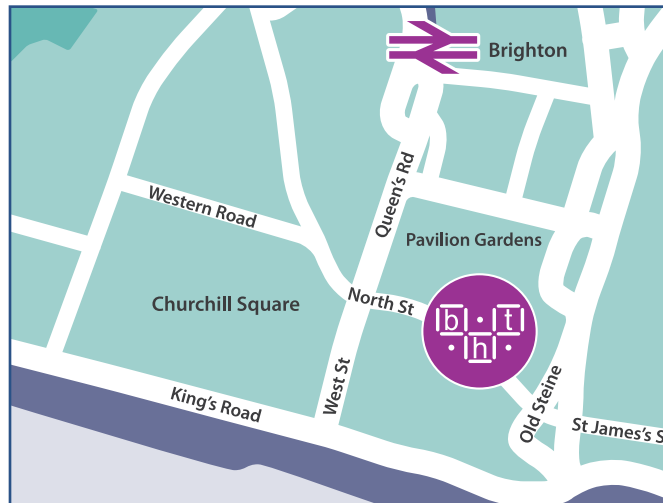 Brighton
Queen's Rd
Western Road
Pavilion Gardens
Churchill Square
North St
b t
h
West St
King's Road
Old Steine
St James's S